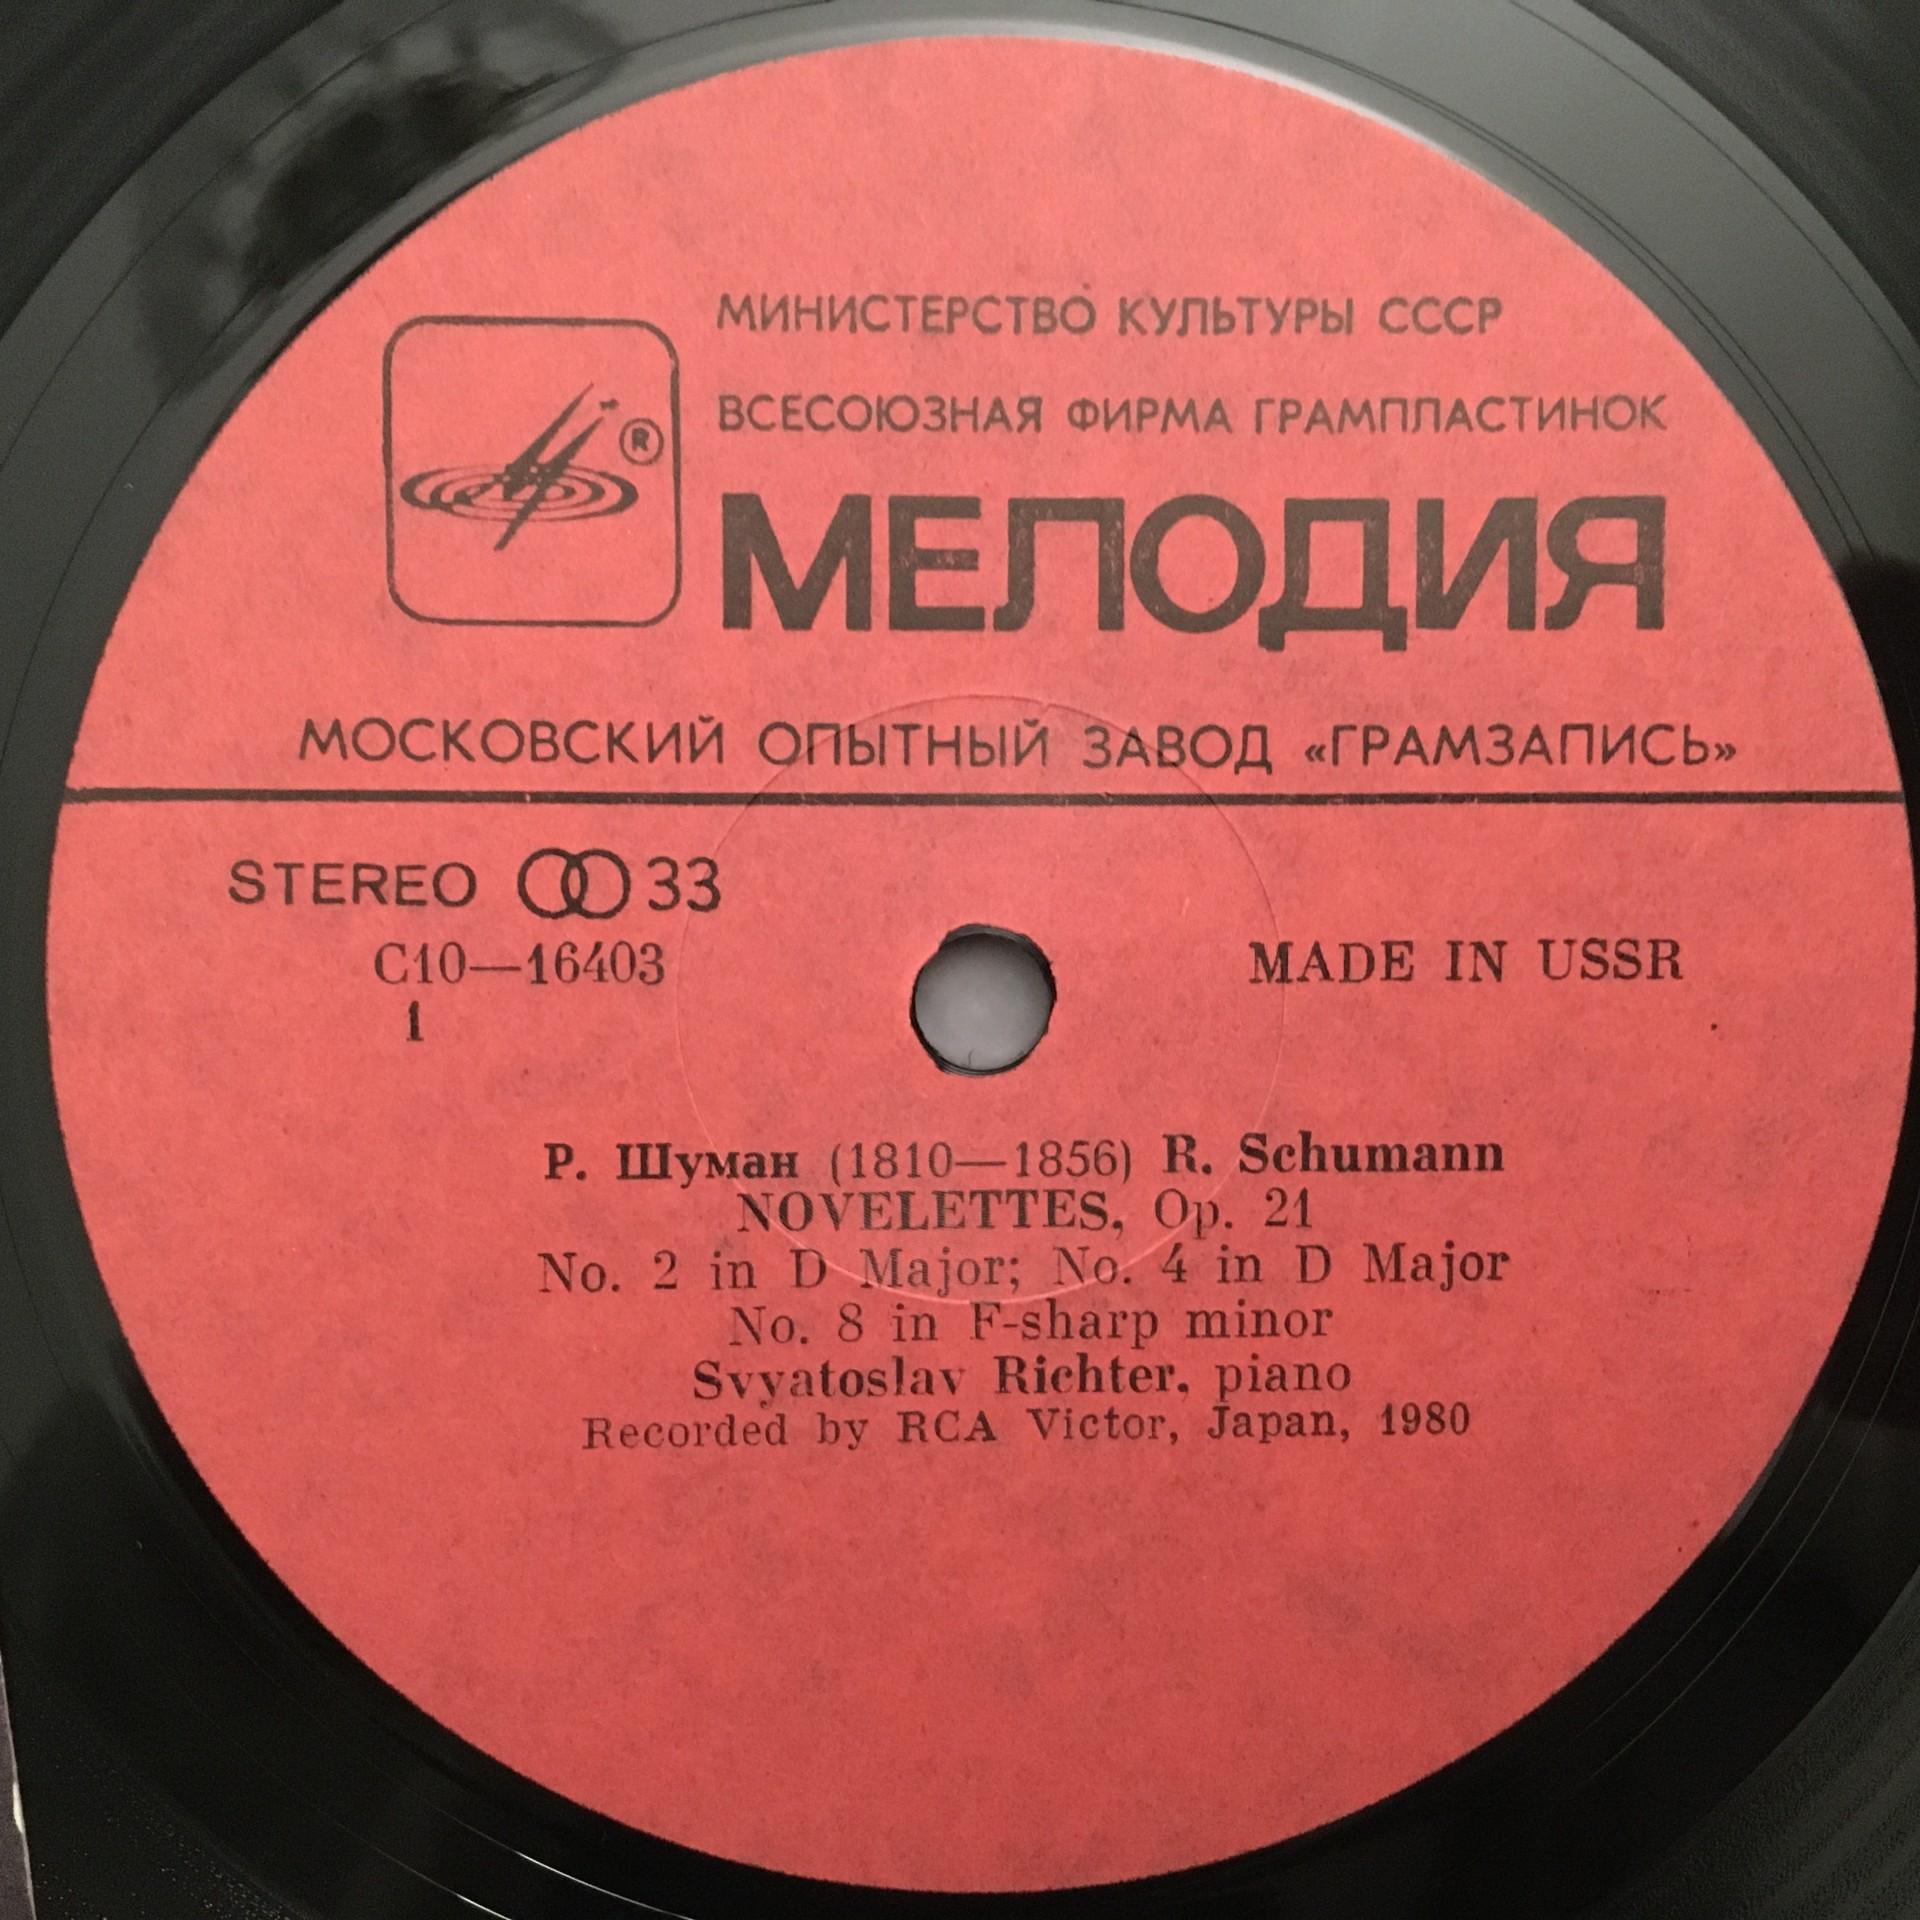 МИНИСТЕРСТВО КУЛЬТУРЫ СССР
ВСЕСОЮЗНАЯ ФИРМА ГРАМПЛАСТИНОК
®
МЕЛОДИЯ
МОСКОВСКИЙ ОПЫТНЫЙ ЗАВОД «ГРАМЗАПИСЬ»
STEREO 33
С10—16403
MADE IN USSR
1
Р. Шуман (1810—1856) R. Schumann
NOVELETTES, Op. 21
No. 2 in D Major; No. 4 in D Major
No. 8 in F-sharp minor
Svyatoslav Richter, piano
Recorded by RCA Victor, Japan, 1980